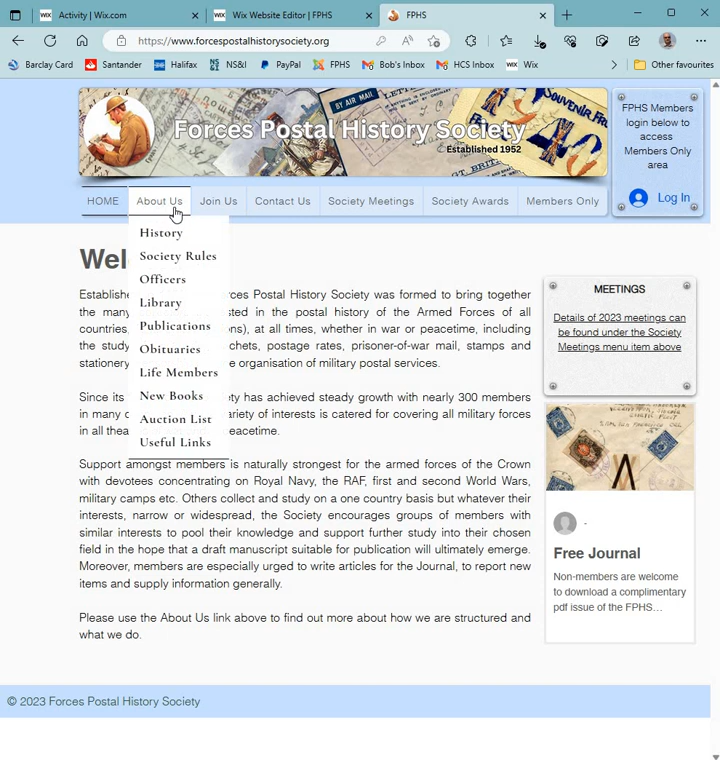 Activity | Wix.com
Wix Website Editor | FPHS
FPHS
https://www.forcespostalhistorysociety.org
Barclay Card
Santander
Halifax
NS&I
PayPal
FPHS
Bob's Inbox
HCS Inbox
Wix
Other favourites
Forces Postal History Society
Established 1952
BY AIR MAIL
FPHS Members
login below to
access
Members Only
area
Log In
HOME
About Us
Join Us
Contact Us
Society Meetings
Society Awards
Members Only
History
Society Rules
Officers
Library
Publications
Obituaries
Life Members
New Books
Auction List
Useful Links
Wel
Establishe rces Postal History Society was formed to bring together
the many sted in the postal history of the Armed Forces of all
countries, ns), at all times, whether in war or peacetime, including
the study chets, postage rates, prisoner-of-war mail, stamps and
stationery e organisation of military postal services.
Since its ty has achieved steady growth with nearly 300 members
in many ariety of interests is catered for covering all military forces
in all thea eacetime.
Support amongst members is naturally strongest for the armed forces of the Crown
with devotees concentrating on Royal Navy, the RAF, first and second World Wars,
military camps etc. Others collect and study on a one country basis but whatever their
interests, narrow or widespread, the Society encourages groups of members with
similar interests to pool their knowledge and support further study into their chosen
field in the hope that a draft manuscript suitable for publication will ultimately emerge.
Moreover, members are especially urged to write articles for the Journal, to report new
items and supply information generally.
Please use the About Us link above to find out more about how we are structured and
what we do.
MEETINGS
Details of 2023 meetings can
be found under the Society
Meetings menu item above
-
Free Journal
Non-members are welcome
to download a complimentary
pdf issue of the FPHS...
© 2023 Forces Postal History Society